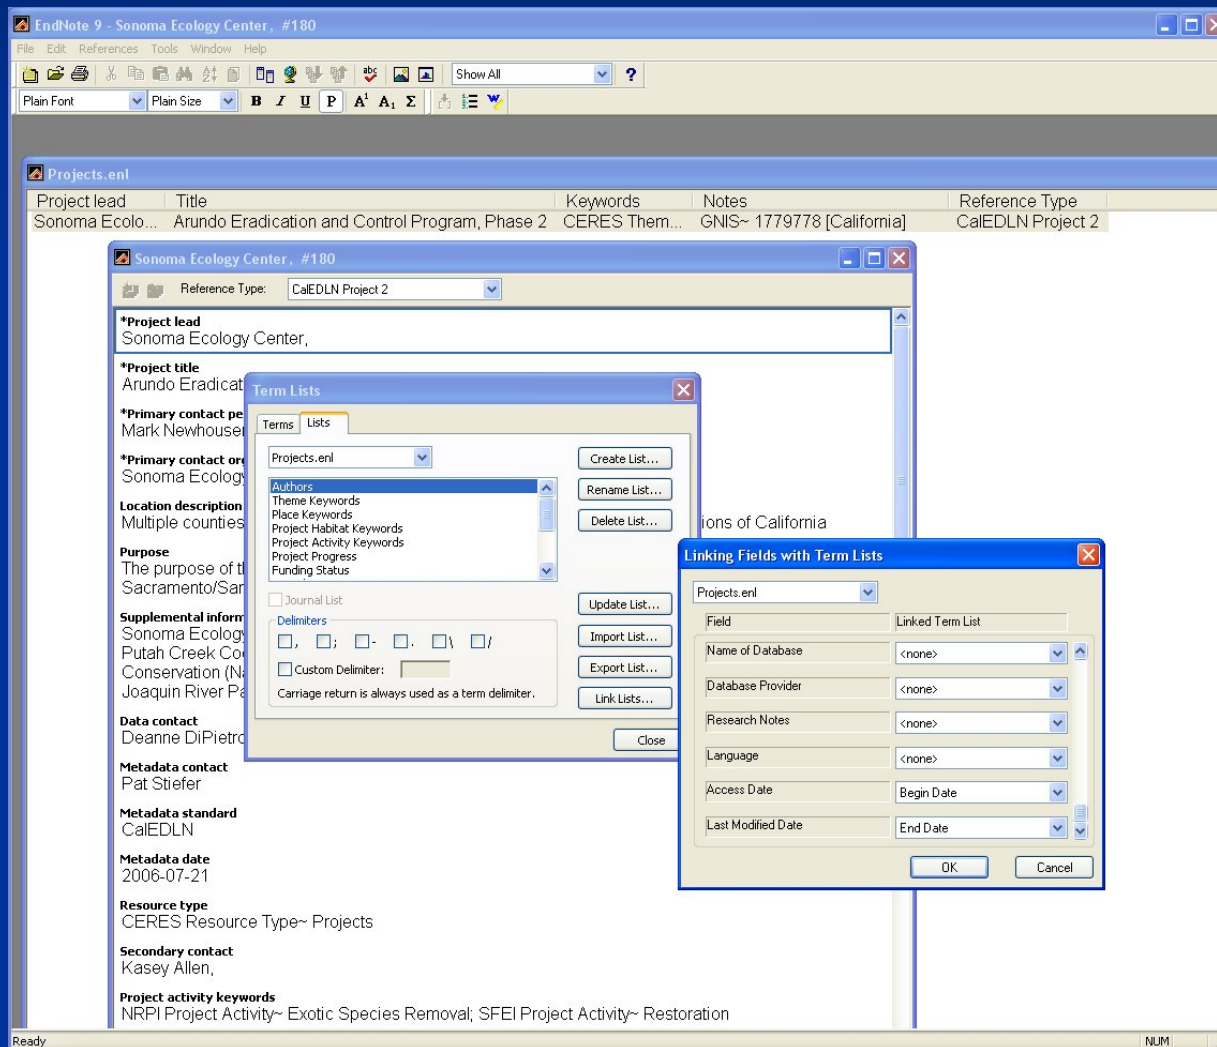 EndNote 9 - Sonoma Ecology Center, #180
File Edit References Tools Window Help
Show All
?
Plain Font Plain Size B I U P A¹ A₁ Σ
Projects.enl
Project lead Title Keywords Notes Reference Type
Sonoma Ecolo... Arundo Eradication and Control Program, Phase 2 CERES Them... GNIS~ 1779778 [California] CalEDLN Project 2
Sonoma Ecology Center, #180
Reference Type: CalEDLN Project 2
*Project lead
Sonoma Ecology Center,
*Project title
Arundo Eradicat
*Primary contact pe
Mark Newhouser
*Primary contact org
Sonoma Ecology
Location description
Multiple counties ions of California
Purpose
The purpose of th
Sacramento/San
Supplemental inform
Sonoma Ecology
Putah Creek Co
Conservation (Na
Joaquin River Pa
Data contact
Deanne DiPietro
Metadata contact
Pat Stiefer
Metadata standard
CalEDLN
Metadata date
2006-07-21
Resource type
CERES Resource Type~ Projects
Secondary contact
Kasey Allen,
Project activity keywords
NRPI Project Activity~ Exotic Species Removal; SFEI Project Activity~ Restoration
Term Lists
Terms Lists
Projects.enl
Authors
Theme Keywords
Place Keywords
Project Habitat Keywords
Project Activity Keywords
Project Progress
Funding Status
Journal List
Delimiters
, ; - . \ /
Custom Delimiter:
Carriage return is always used as a term delimiter.
Create List...
Rename List...
Delete List...
Update List...
Import List...
Export List...
Link Lists...
Close
Linking Fields with Term Lists
Projects.enl
Field Linked Term List
Name of Database <none>
Database Provider <none>
Research Notes <none>
Language <none>
Access Date Begin Date
Last Modified Date End Date
OK Cancel
Ready NUM